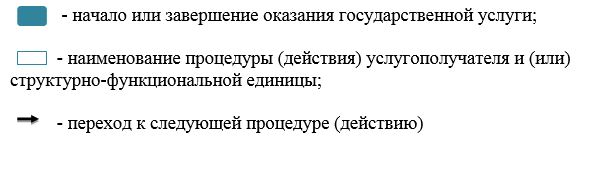 - начало или завершение оказания государственной услуги;
- наименование процедуры (действия) услугополучателя и (или)
структурно-функциональной единицы;
- переход к следующей процедуре (действию)